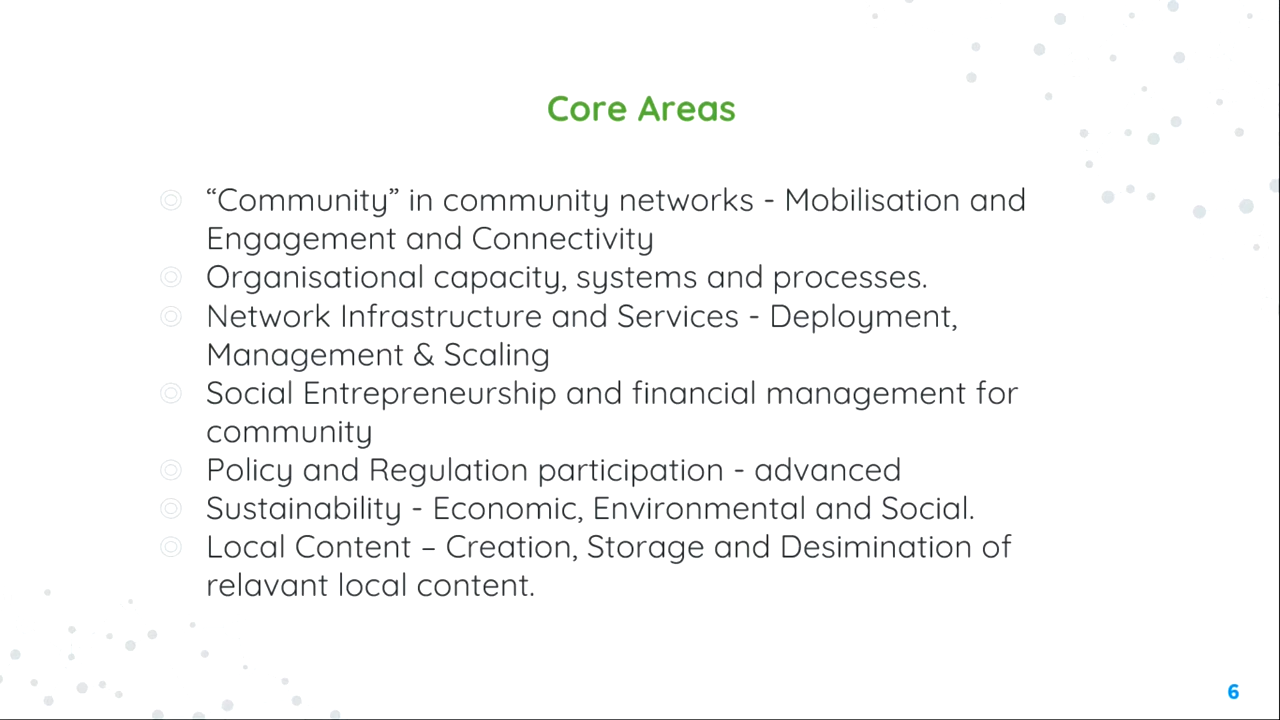 Core Areas
“Community” in community networks - Mobilisation and
Engagement and Connectivity
Organisational capacity, systems and processes.
Network Infrastructure and Services - Deployment,
Management & Scaling
Social Entrepreneurship and financial management for
community
Policy and Regulation participation - advanced
Sustainability - Economic, Environmental and Social.
Local Content – Creation, Storage and Desimination of
relavant local content.
6